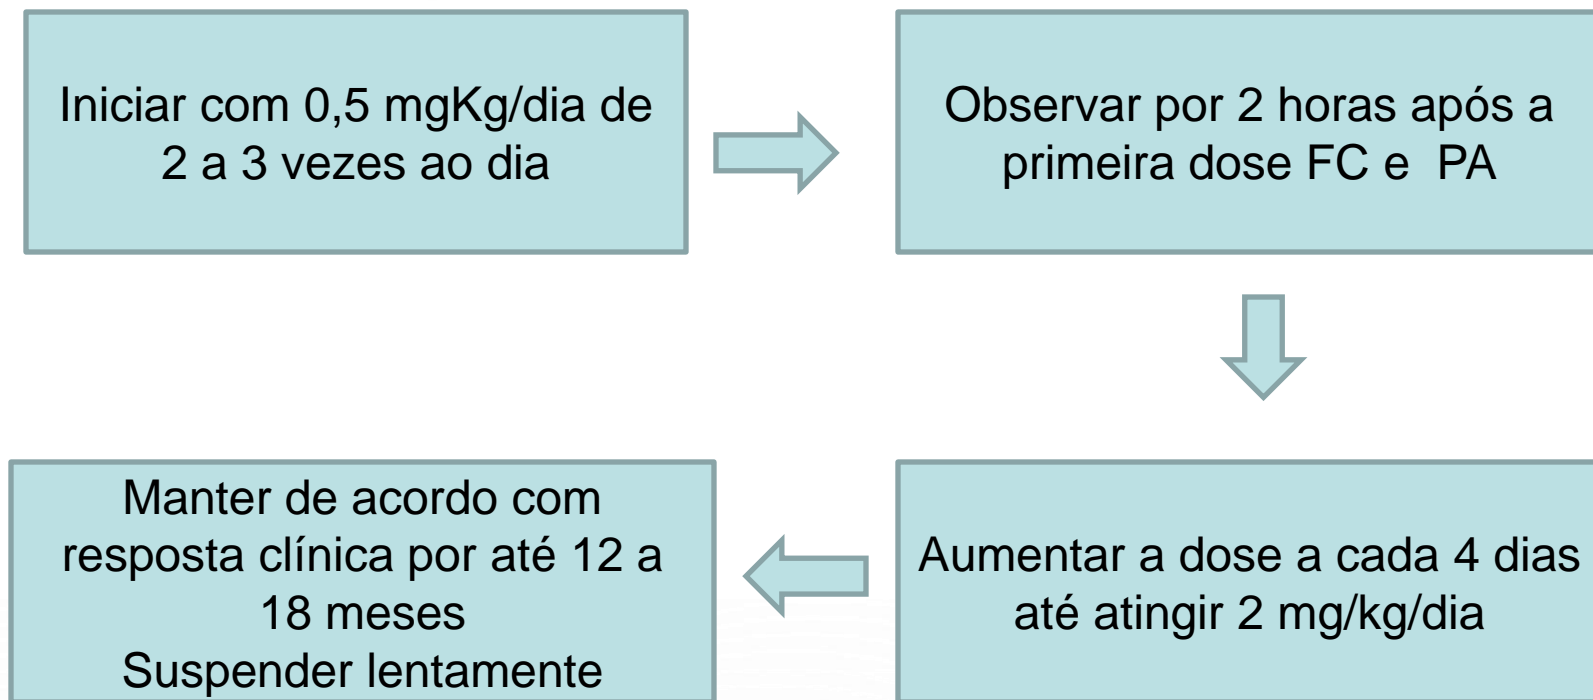 Iniciar com 0,5 mgKg/dia de
2 a 3 vezes ao dia
Observar por 2 horas após a
primeira dose FC e  PA
Aumentar a dose a cada 4 dias
até atingir 2 mg/kg/dia
Manter de acordo com
resposta clínica por até 12 a
18 meses
Suspender lentamente